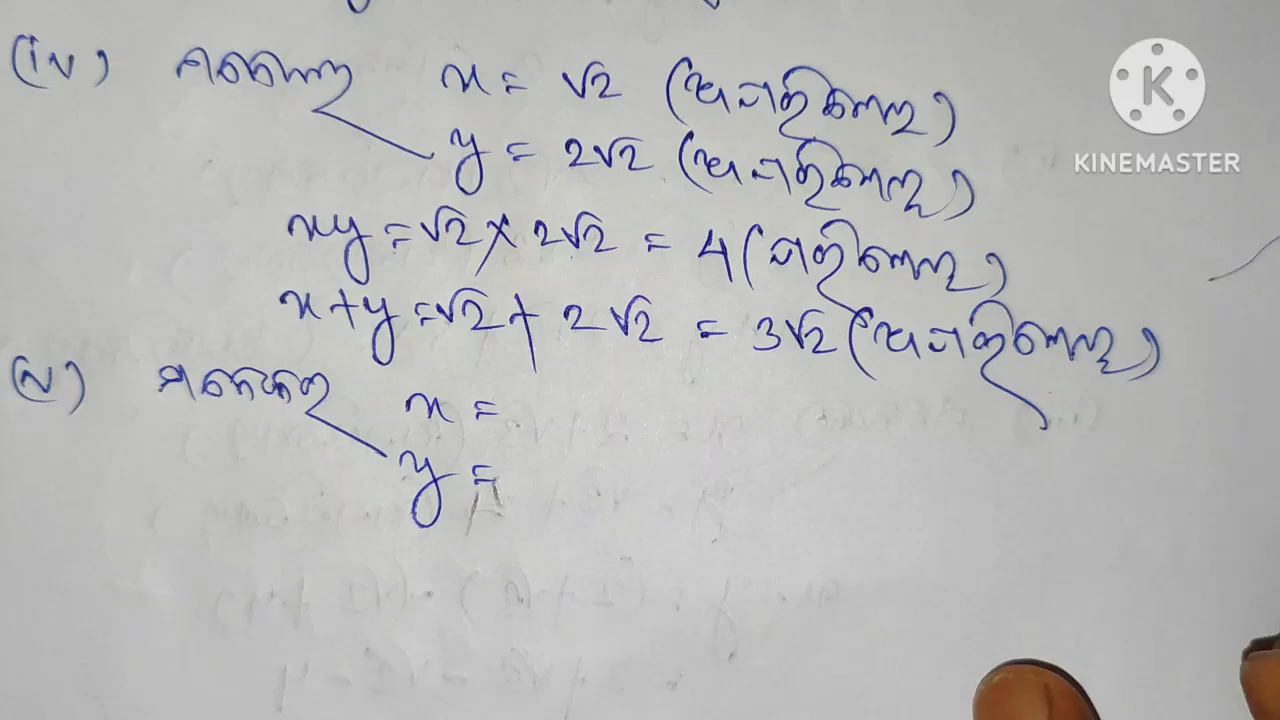 (iv) ମନେକର x = √2 (ଅପରିମେୟ)
y = 2√2 (ଅପରିମେୟ)
xy = √2 × 2√2 = 4 (ପରିମେୟ)
x + y = √2 + 2√2 = 3√2 (ଅପରିମେୟ)
(v) ମନେକର x =
y =
K
KINEMASTER